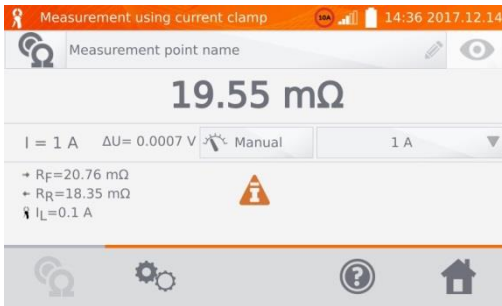 Measurement using current clamp 10A 14:36 2017.12.14
Measurement point name
19.55 mΩ
I = 1 A ΔU= 0.0007 V Manual 1 A
→ RF=20.76 mΩ
← RR=18.35 mΩ
IL=0.1 A